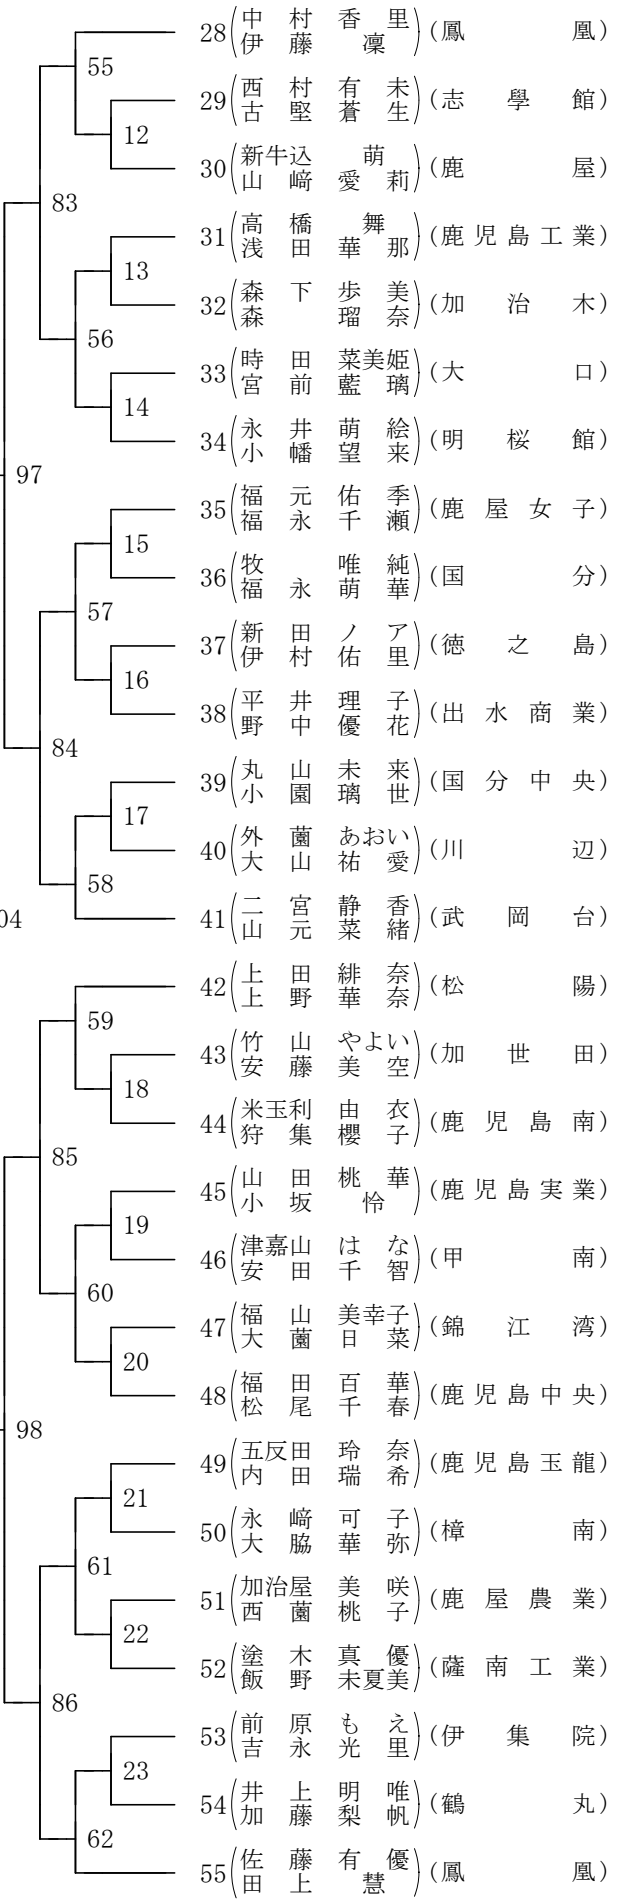 28(中村香里 伊藤凜)(鳳凰)
55
29(西村有未 古堅蒼生)(志學館)
12
30(新牛込萌 山﨑愛莉)(鹿屋)
83
31(高橋舞 浅田華那)(鹿児島工業)
13
32(森下歩美 森瑠奈)(加治木)
56
33(時田菜美姫 宮前藍璃)(大口)
14
34(永井萌絵 小幡望来)(明桜館)
97
35(福元佑季 福永千瀬)(鹿屋女子)
15
36(牧唯純 福永萌華)(国分)
57
37(新田ノア 伊村佑里)(徳之島)
16
38(平井理子 野中優花)(出水商業)
84
39(丸山未来 小園璃世)(国分中央)
17
40(外薗あおい 大山祐愛)(川辺)
58
41(二宮静香 山元菜緒)(武岡台)
04
42(上田緋奈 上野華奈)(松陽)
59
43(竹山やよい 安藤美空)(加世田)
18
44(米玉利由衣 狩集櫻子)(鹿児島南)
85
45(山田桃華 小坂怜)(鹿児島実業)
19
46(津嘉山はな 安田千智)(甲南)
60
47(福山美幸子 大薗日菜)(錦江湾)
20
48(福田百華 松尾千春)(鹿児島中央)
98
49(五反田玲奈 内田瑞希)(鹿児島玉龍)
21
50(永﨑可子 大脇華弥)(樟南)
61
51(加治屋美咲 西薗桃子)(鹿屋農業)
22
52(塗木真優 飯野未夏美)(薩南工業)
86
53(前原もえ 吉永光里)(伊集院)
23
54(井上明唯 加藤梨帆)(鶴丸)
62
55(佐藤有優 田上慧)(鳳凰)